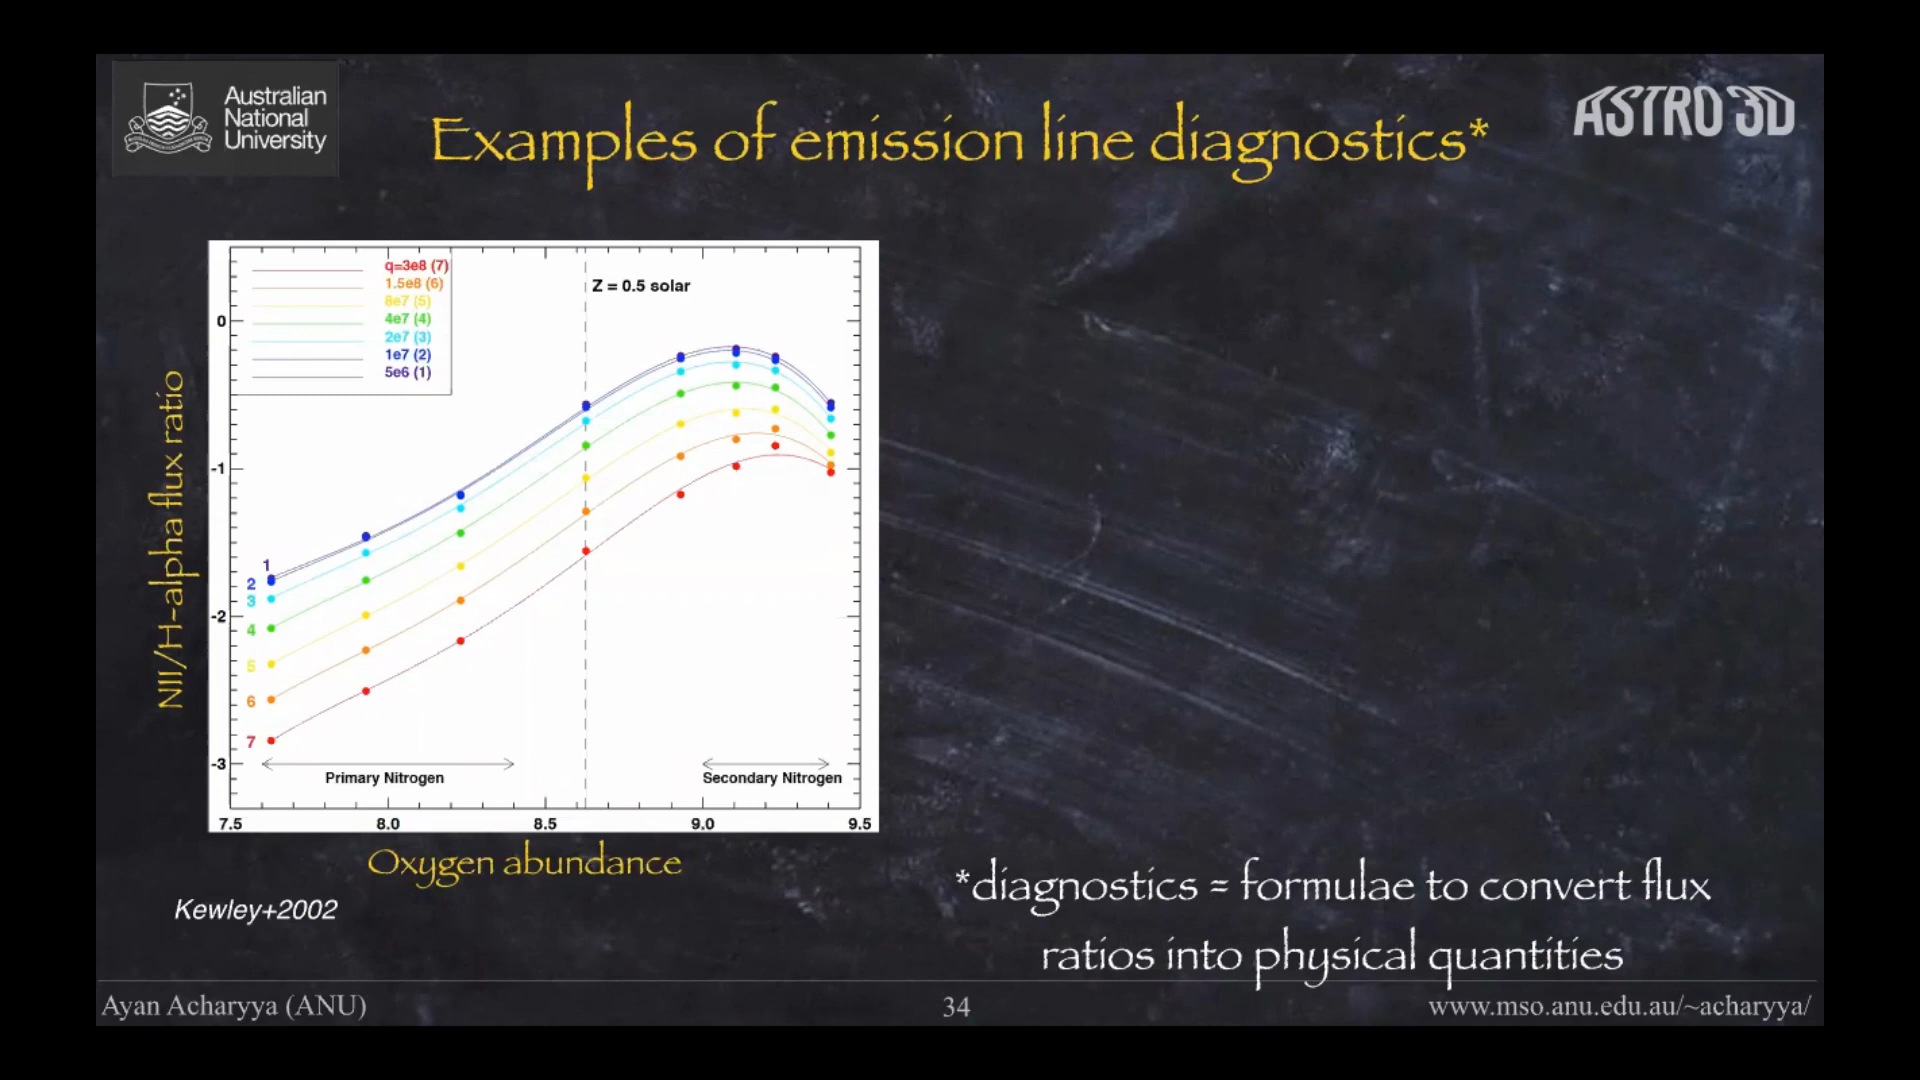 Australian
National
University
Examples of emission line diagnostics*
ASTRO 3D
q=3e8 (7)
1.5e8 (6)
8e7 (5)
4e7 (4)
2e7 (3)
1e7 (2)
5e6 (1)
Z = 0.5 solar
0
-1
-2
-3
1
2
3
4
5
6
7
Primary Nitrogen
Secondary Nitrogen
7.5 8.0 8.5 9.0 9.5
NII/H-alpha flux ratio
Oxygen abundance
Kewley+2002
*diagnostics = formulae to convert flux
ratios into physical quantities
Ayan Acharyya (ANU)
34
www.mso.anu.edu.au/~acharyya/